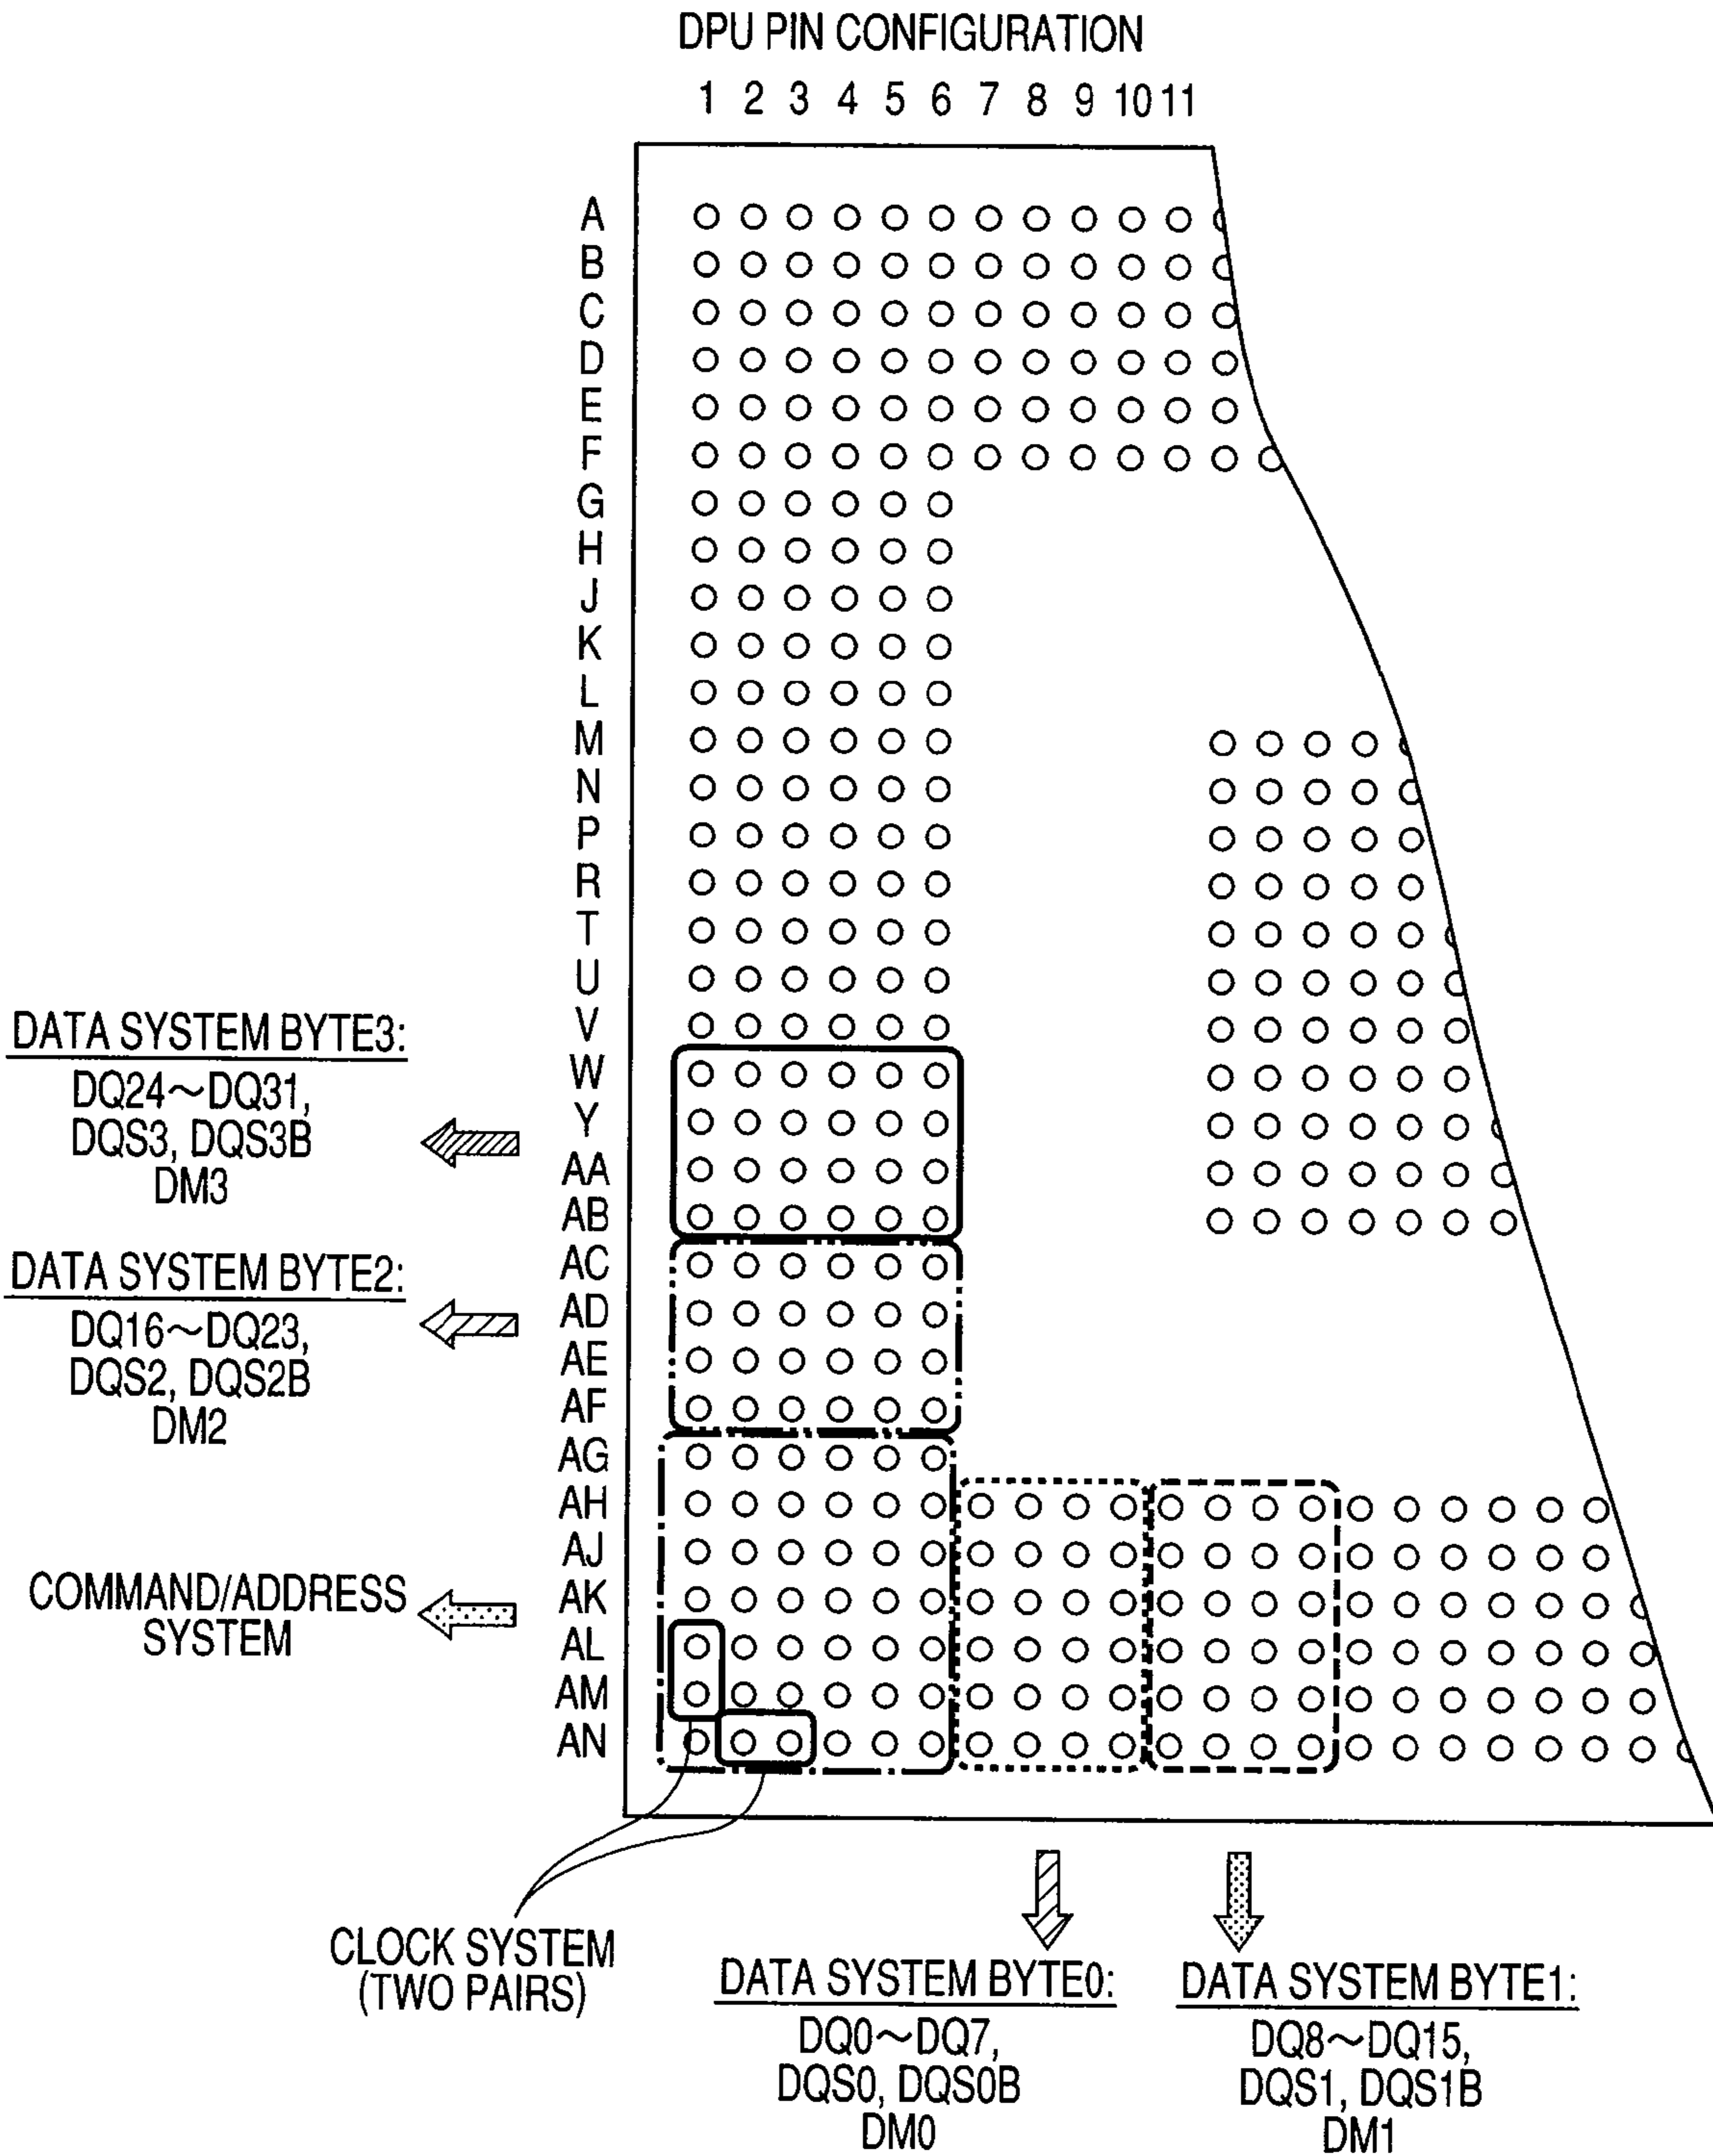 DPU PIN CONFIGURATION
1 2 3 4 5 6 7 8 9 10 11
A
B
C
D
E
F
G
H
J
K
L
M
N
P
R
T
U
V
W
Y
AA
AB
AC
AD
AE
AF
AG
AH
AJ
AK
AL
AM
AN
DATA SYSTEM BYTE3:
DQ24～DQ31,
DQS3, DQS3B
DM3
DATA SYSTEM BYTE2:
DQ16～DQ23,
DQS2, DQS2B
DM2
COMMAND/ADDRESS
SYSTEM
CLOCK SYSTEM
(TWO PAIRS)
DATA SYSTEM BYTE0:
DQ0～DQ7,
DQS0, DQS0B
DM0
DATA SYSTEM BYTE1:
DQ8～DQ15,
DQS1, DQS1B
DM1